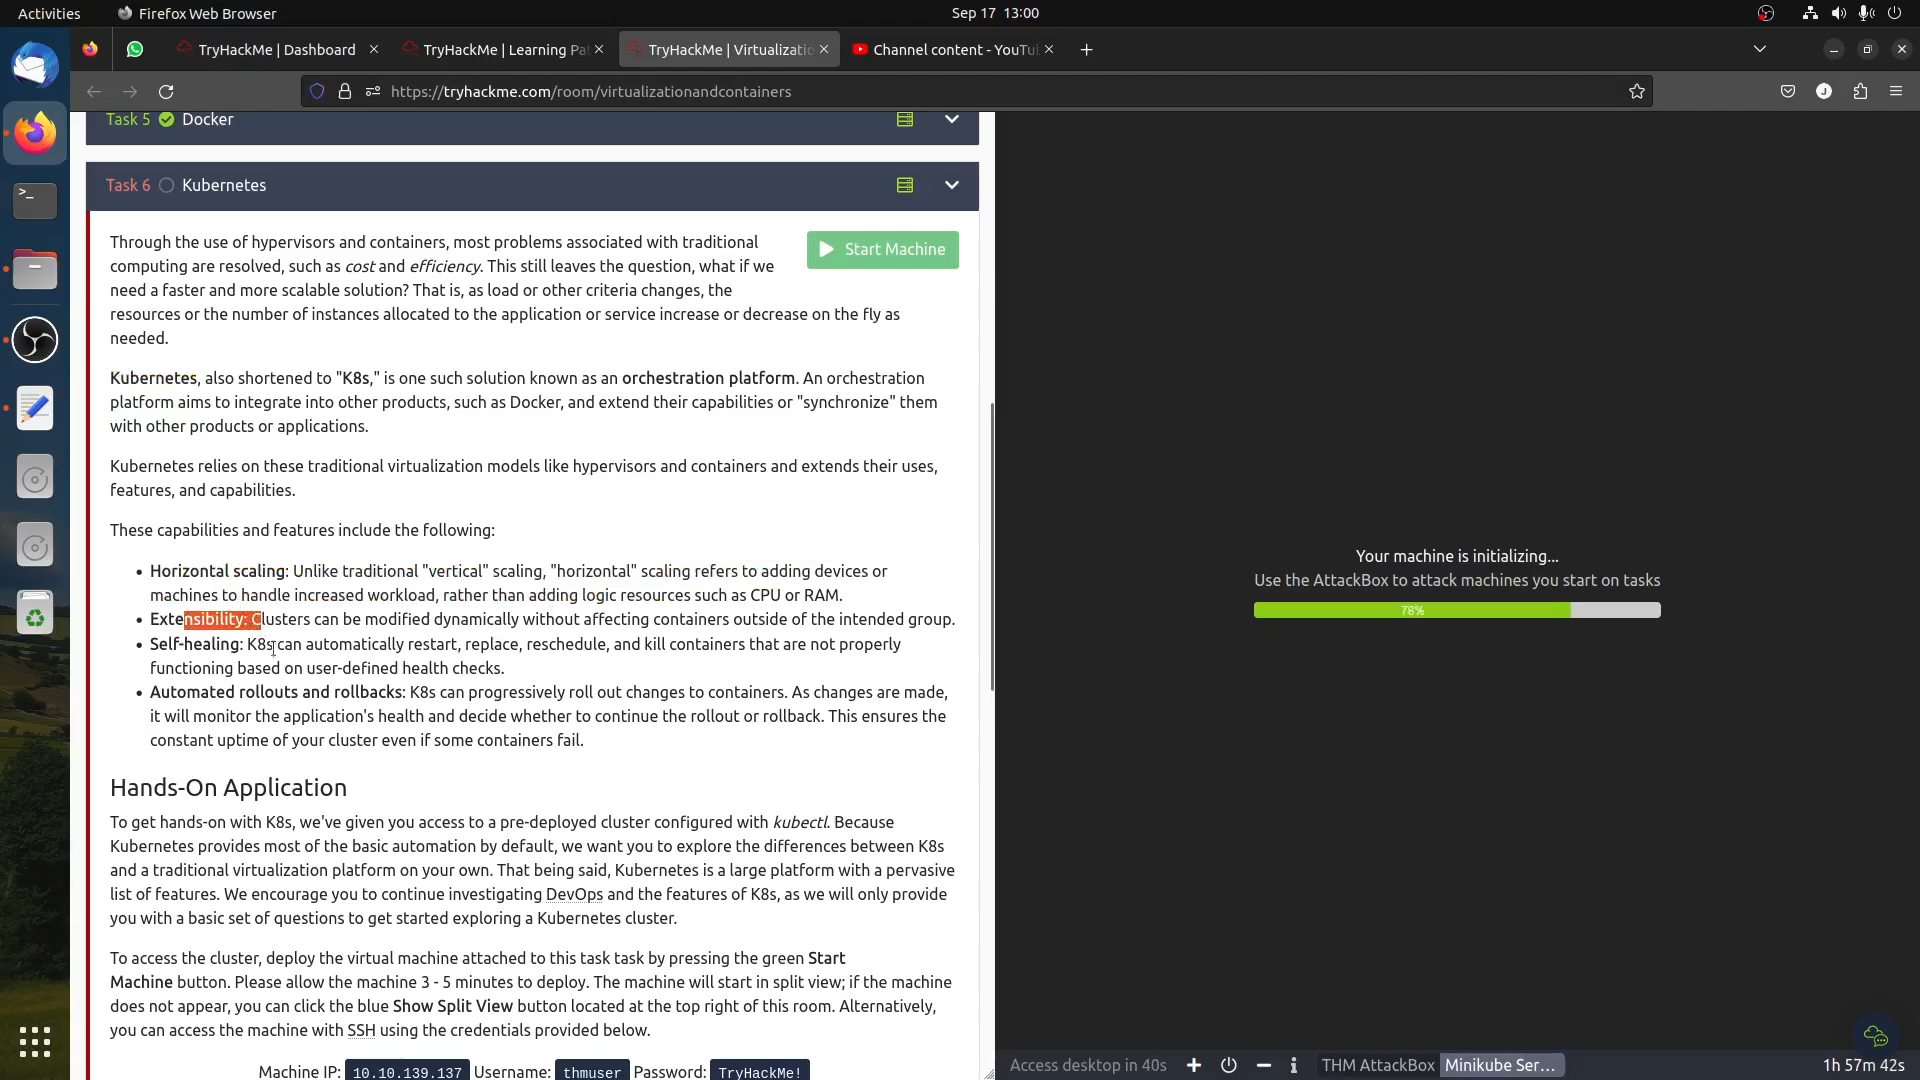 Activities
Firefox Web Browser
Sep 17 13:00
TryHackMe | Dashboard
TryHackMe | Learning Pa
TryHackMe | Virtualizatio
Channel content - YouTu
https://tryhackme.com/room/virtualizationandcontainers
Task 5 Docker
Task 6 Kubernetes
Start Machine
Through the use of hypervisors and containers, most problems associated with traditional
computing are resolved, such as cost and efficiency. This still leaves the question, what if we
need a faster and more scalable solution? That is, as load or other criteria changes, the
resources or the number of instances allocated to the application or service increase or decrease on the fly as
needed.
Kubernetes, also shortened to "K8s," is one such solution known as an orchestration platform. An orchestration
platform aims to integrate into other products, such as Docker, and extend their capabilities or "synchronize" them
with other products or applications.
Kubernetes relies on these traditional virtualization models like hypervisors and containers and extends their uses,
features, and capabilities.
These capabilities and features include the following:
• Horizontal scaling: Unlike traditional "vertical" scaling, "horizontal" scaling refers to adding devices or
machines to handle increased workload, rather than adding logic resources such as CPU or RAM.
• Extensibility: Clusters can be modified dynamically without affecting containers outside of the intended group.
• Self-healing: K8s can automatically restart, replace, reschedule, and kill containers that are not properly
functioning based on user-defined health checks.
• Automated rollouts and rollbacks: K8s can progressively roll out changes to containers. As changes are made,
it will monitor the application's health and decide whether to continue the rollout or rollback. This ensures the
constant uptime of your cluster even if some containers fail.
Hands-On Application
To get hands-on with K8s, we've given you access to a pre-deployed cluster configured with kubectl. Because
Kubernetes provides most of the basic automation by default, we want you to explore the differences between K8s
and a traditional virtualization platform on your own. That being said, Kubernetes is a large platform with a pervasive
list of features. We encourage you to continue investigating DevOps and the features of K8s, as we will only provide
you with a basic set of questions to get started exploring a Kubernetes cluster.
To access the cluster, deploy the virtual machine attached to this task task by pressing the green Start
Machine button. Please allow the machine 3 - 5 minutes to deploy. The machine will start in split view; if the machine
does not appear, you can click the blue Show Split View button located at the top right of this room. Alternatively,
you can access the machine with SSH using the credentials provided below.
Machine IP: 10.10.139.137 Username: thmuser Password: TryHackMe!
Your machine is initializing...
Use the AttackBox to attack machines you start on tasks
78%
Access desktop in 40s
THM AttackBox
Minikube Ser...
1h 57m 42s